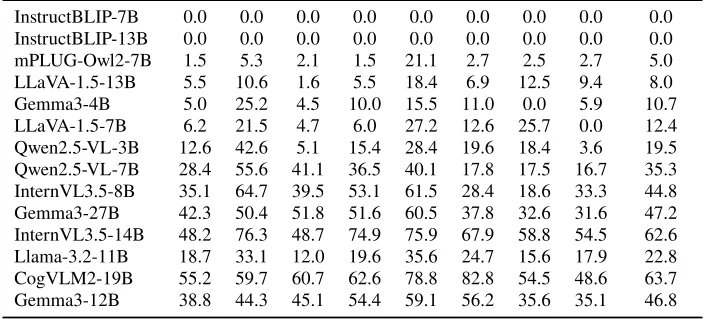 InstructBLIP-7B 0.0 0.0 0.0 0.0 0.0 0.0 0.0 0.0 0.0
InstructBLIP-13B 0.0 0.0 0.0 0.0 0.0 0.0 0.0 0.0 0.0
mPLUG-Owl2-7B 1.5 5.3 2.1 1.5 21.1 2.7 2.5 2.7 5.0
LLaVA-1.5-13B 5.5 10.6 1.6 5.5 18.4 6.9 12.5 9.4 8.0
Gemma3-4B 5.0 25.2 4.5 10.0 15.5 11.0 0.0 5.9 10.7
LLaVA-1.5-7B 6.2 21.5 4.7 6.0 27.2 12.6 25.7 0.0 12.4
Qwen2.5-VL-3B 12.6 42.6 5.1 15.4 28.4 19.6 18.4 3.6 19.5
Qwen2.5-VL-7B 28.4 55.6 41.1 36.5 40.1 17.8 17.5 16.7 35.3
InternVL3.5-8B 35.1 64.7 39.5 53.1 61.5 28.4 18.6 33.3 44.8
Gemma3-27B 42.3 50.4 51.8 51.6 60.5 37.8 32.6 31.6 47.2
InternVL3.5-14B 48.2 76.3 48.7 74.9 75.9 67.9 58.8 54.5 62.6
Llama-3.2-11B 18.7 33.1 12.0 19.6 35.6 24.7 15.6 17.9 22.8
CogVLM2-19B 55.2 59.7 60.7 62.6 78.8 82.8 54.5 48.6 63.7
Gemma3-12B 38.8 44.3 45.1 54.4 59.1 56.2 35.6 35.1 46.8